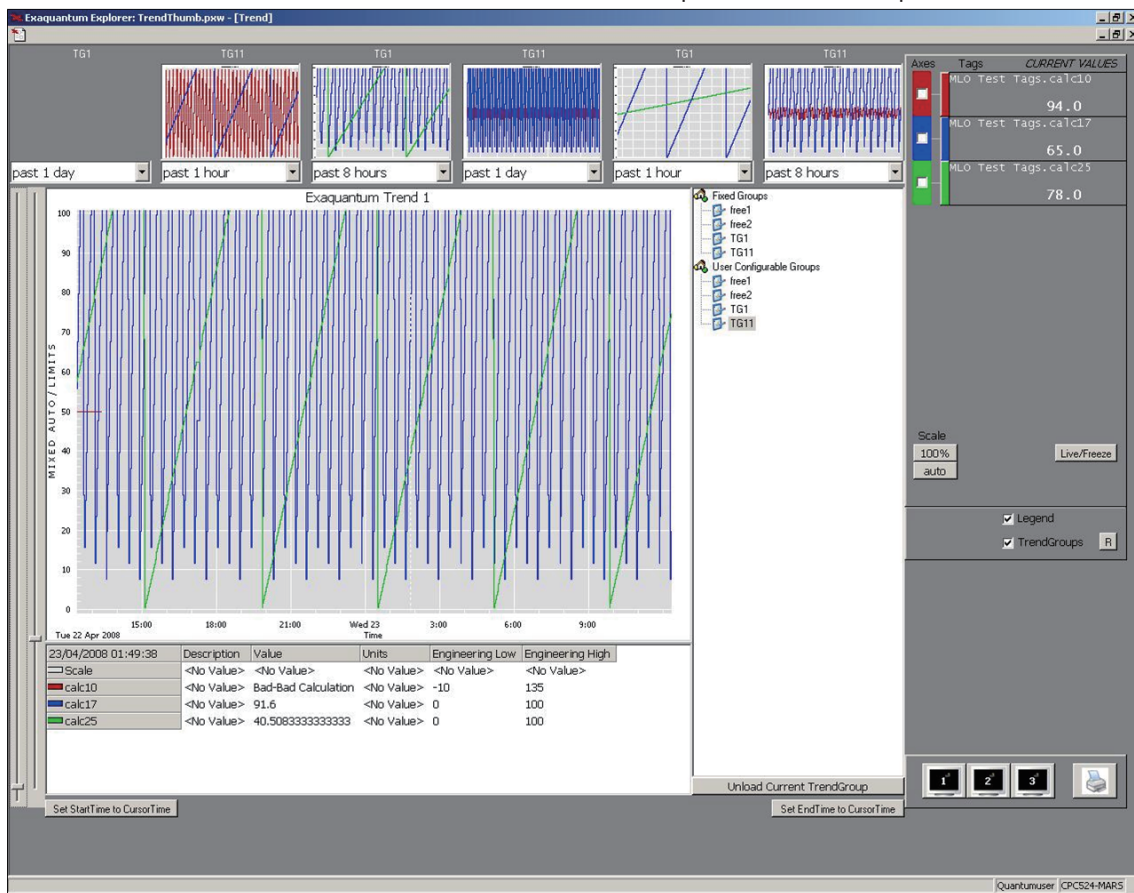 Exaquantum Explorer: TrendThumb.pxw - [Trend]
TG1 TG11 TG1 TG11 TG1 TG11
past 1 day past 1 hour past 8 hours past 1 day past 1 hour past 8 hours
Axes Tags CURRENT VALUES
MLO Test Tags.calc10
94.0
MLO Test Tags.calc17
65.0
MLO Test Tags.calc25
78.0
Exaquantum Trend 1
100
90
80
70
60
50
40
30
20
10
0
MIXED AUTO/LIMITS
15:00 18:00 21:00 Wed 23 3:00 6:00 9:00
Tue 22 Apr 2008 Time
Fixed Groups
free1
free2
TG1
TG11
User Configurable Groups
free1
free2
TG1
TG11
Scale
100%
auto
Live/Freeze
Legend
TrendGroups R
23/04/2008 01:49:38 Description Value Units Engineering Low Engineering High
Scale <No Value> <No Value> <No Value> <No Value> <No Value>
calc10 <No Value> Bad-Bad Calculation <No Value> -10 135
calc17 <No Value> 91.6 <No Value> 0 100
calc25 <No Value> 40.5083333333333 <No Value> 0 100
Unload Current TrendGroup
1 2 3
Set StartTime to CursorTime Set EndTime to CursorTime
Quantumuser CPC524-MARS